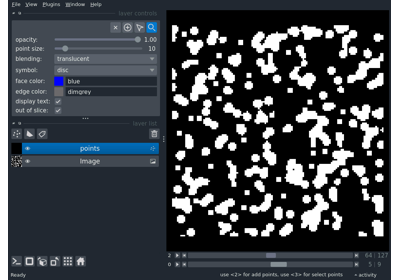 File View Plugins Window Help
layer controls
opacity: 1.00
point size: 10
blending: translucent
symbol: disc
face color: blue
edge color: dimgrey
display text:
out of slice:
layer list
points
Image
2 64 127
0 5 9
Ready use <2> for add points, use <3> for select points activity